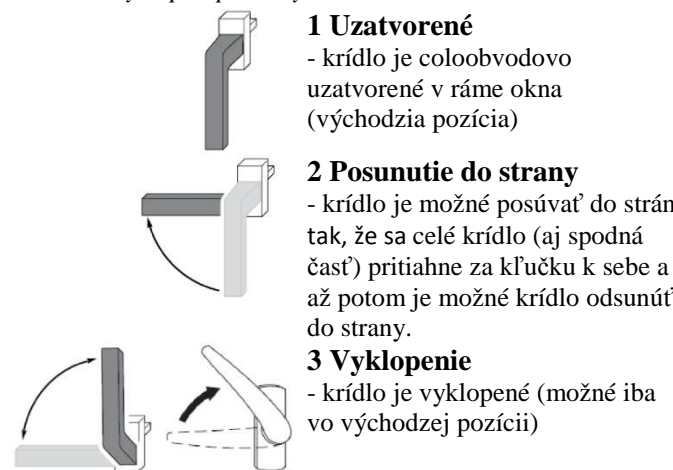 1 Uzatvorené
- krídlo je coloobvodovo
uzatvorené v ráme okna
(východzia pozícia)
2 Posunutie do strany
- krídlo je možné posúvať do strán
tak, že sa celé krídlo (aj spodná
časť) pritiahne za kľučku k sebe a
až potom je možné krídlo odsunúť
do strany.
3 Vyklopenie
- krídlo je vyklopené (možné iba
vo východzej pozícii)